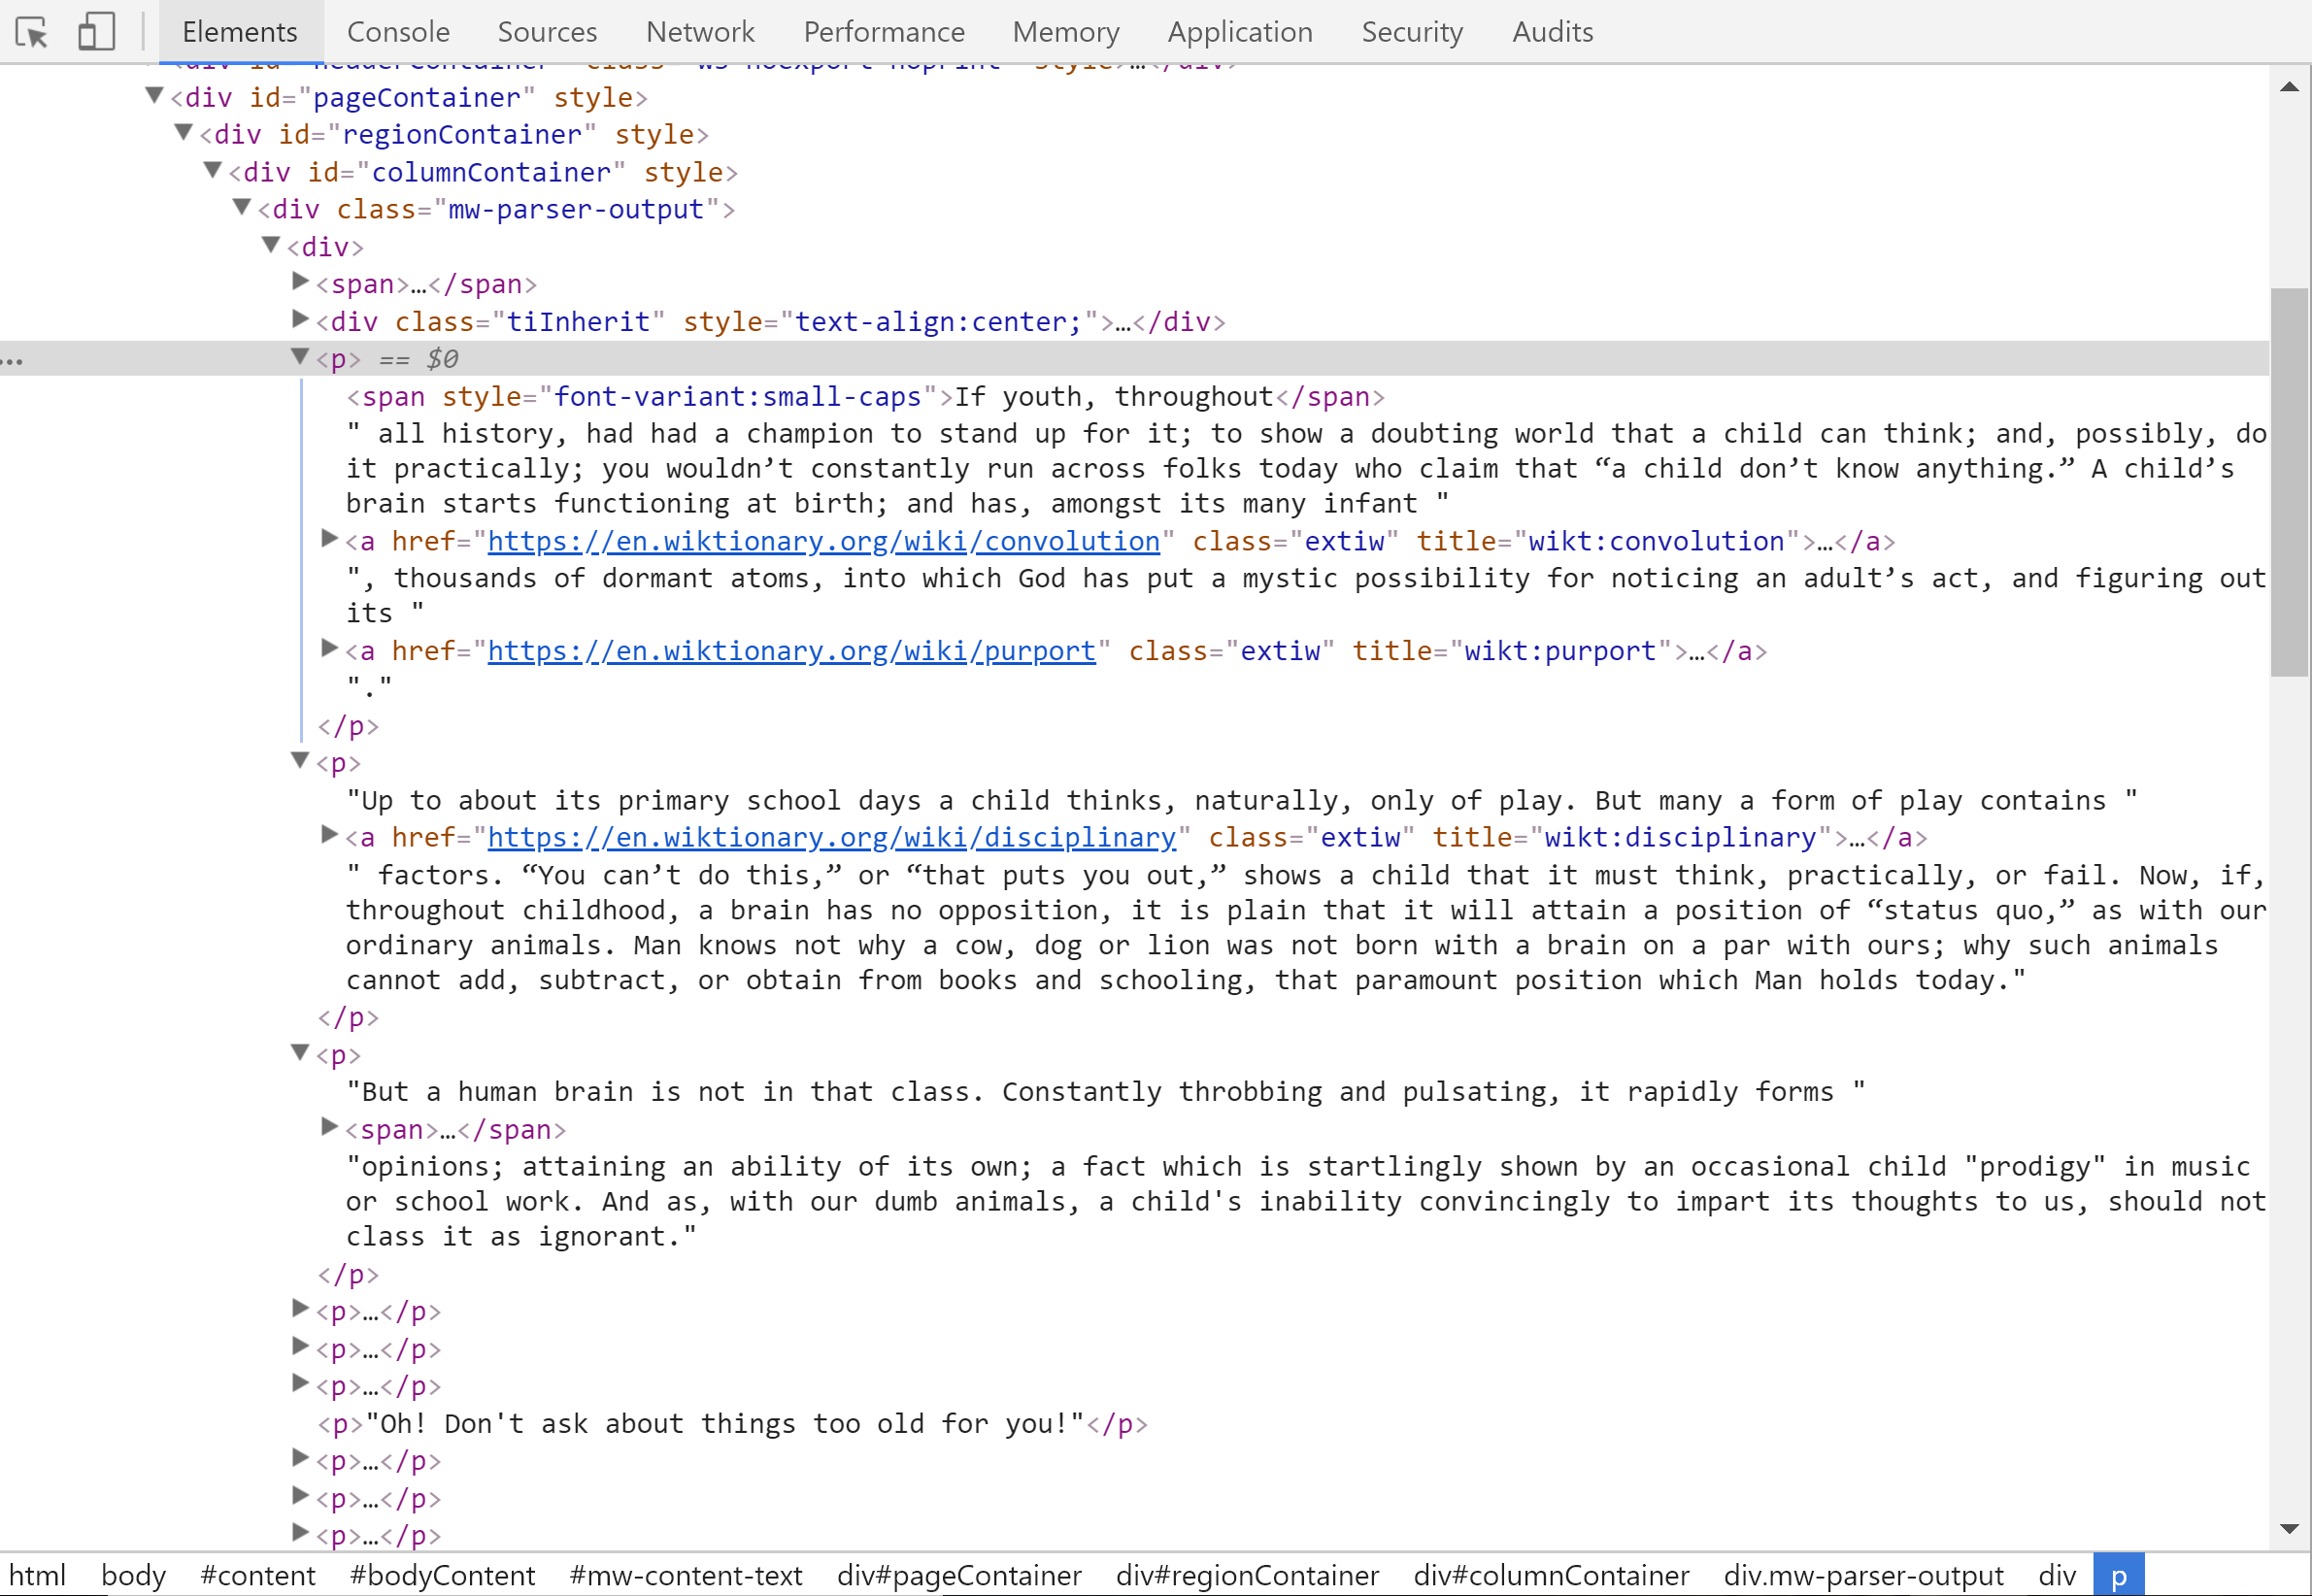 Elements Console Sources Network Performance Memory Application Security Audits
<div id="headerContainer" class="ws-noexport noprint" style>…</div>
<div id="pageContainer" style>
<div id="regionContainer" style>
<div id="columnContainer" style>
<div class="mw-parser-output">
<div>
<span>…</span>
<div class="tiInherit" style="text-align:center;">…</div>
… <p> == $0
<span style="font-variant:small-caps">If youth, throughout</span>
" all history, had had a champion to stand up for it; to show a doubting world that a child can think; and, possibly, do
it practically; you wouldn’t constantly run across folks today who claim that “a child don’t know anything.” A child’s
brain starts functioning at birth; and has, amongst its many infant "
<a href="https://en.wiktionary.org/wiki/convolution" class="extiw" title="wikt:convolution">…</a>
", thousands of dormant atoms, into which God has put a mystic possibility for noticing an adult’s act, and figuring out
its "
<a href="https://en.wiktionary.org/wiki/purport" class="extiw" title="wikt:purport">…</a>
"."
</p>
<p>
"Up to about its primary school days a child thinks, naturally, only of play. But many a form of play contains "
<a href="https://en.wiktionary.org/wiki/disciplinary" class="extiw" title="wikt:disciplinary">…</a>
" factors. “You can’t do this,” or “that puts you out,” shows a child that it must think, practically, or fail. Now, if,
throughout childhood, a brain has no opposition, it is plain that it will attain a position of “status quo,” as with our
ordinary animals. Man knows not why a cow, dog or lion was not born with a brain on a par with ours; why such animals
cannot add, subtract, or obtain from books and schooling, that paramount position which Man holds today."
</p>
<p>
"But a human brain is not in that class. Constantly throbbing and pulsating, it rapidly forms "
<span>…</span>
"opinions; attaining an ability of its own; a fact which is startlingly shown by an occasional child "prodigy" in music
or school work. And as, with our dumb animals, a child's inability convincingly to impart its thoughts to us, should not
class it as ignorant."
</p>
<p>…</p>
<p>…</p>
<p>…</p>
<p>"Oh! Don't ask about things too old for you!"</p>
<p>…</p>
<p>…</p>
<p>…</p>
html body #content #bodyContent #mw-content-text div#pageContainer div#regionContainer div#columnContainer div.mw-parser-output div p